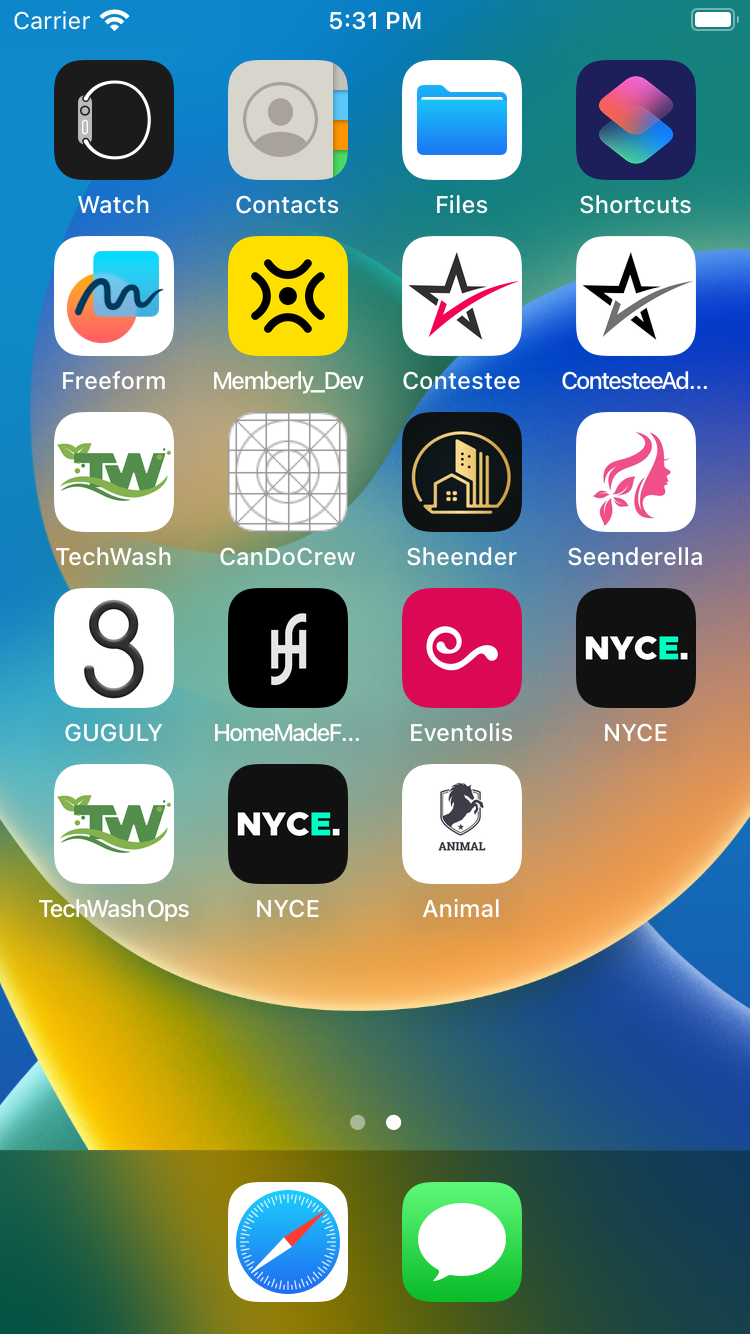 Carrier 5:31 PM
Watch Contacts Files Shortcuts
Freeform Memberly_Dev Contestee ContesteeAd...
TW
TechWash CanDoCrew Sheender Seenderella
NYCE.
GUGULY HomeMadeF... Eventolis NYCE
TW NYCE. ANIMAL
TechWashOps NYCE Animal